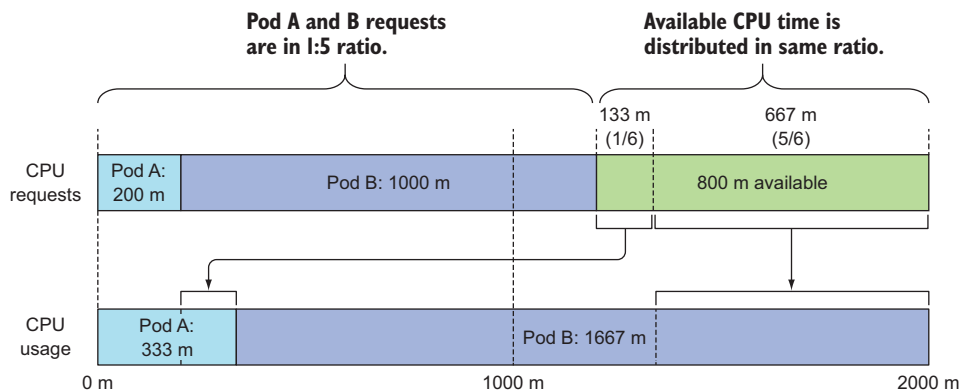 Pod A and B requests
are in 1:5 ratio.
Available CPU time is
distributed in same ratio.
133 m
(1/6)
667 m
(5/6)
CPU
requests
Pod A:
200 m
Pod B: 1000 m
800 m available
CPU
usage
Pod A:
333 m
Pod B: 1667 m
0 m
1000 m
2000 m